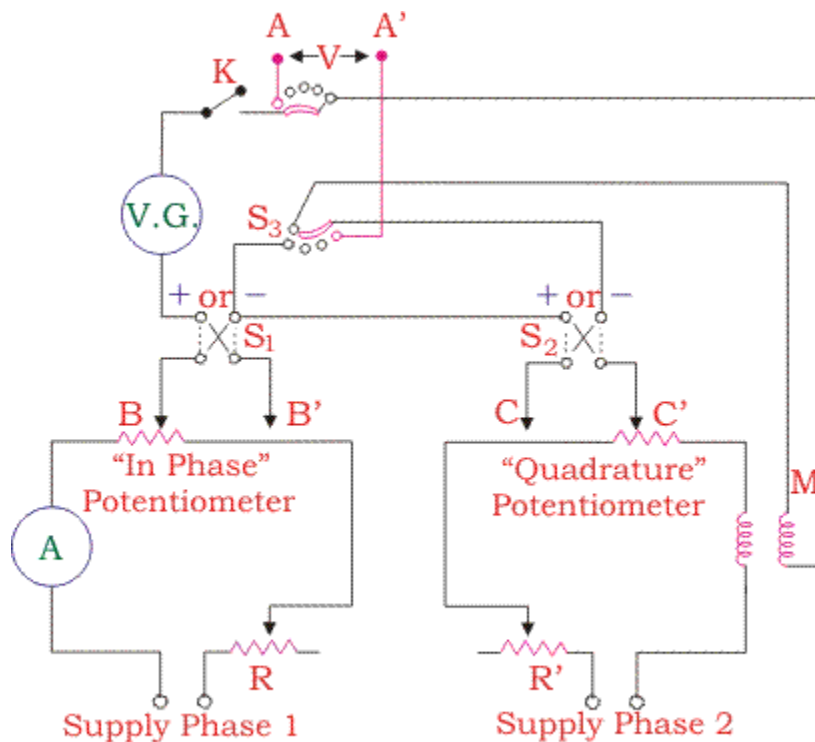 A A'
V
K
V.G.
S3
+ or − + or −
S1 S2
B B' C C'
"In Phase" "Quadrature"
Potentiometer Potentiometer
M
A
R R'
Supply Phase 1 Supply Phase 2